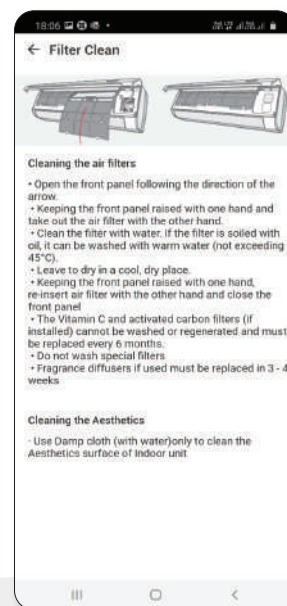 18:06
← Filter Clean
Cleaning the air filters
• Open the front panel following the direction of the
arrow.
• Keeping the front panel raised with one hand and
take out the air filter with the other hand.
• Clean the filter with water. If the filter is soiled with
oil, it can be washed with warm water (not exceeding
45°C).
• Leave to dry in a cool, dry place.
• Keeping the front panel raised with one hand,
re-insert air filter with the other hand and close the
front panel
• The Vitamin C and activated carbon filters (if
installed) cannot be washed or regenerated and must
be replaced every 6 months.
• Do not wash special filters
• Fragrance diffusers if used must be replaced in 3 - 4
weeks
Cleaning the Aesthetics
- Use Damp cloth (with water)only to clean the
Aesthetics surface of Indoor unit